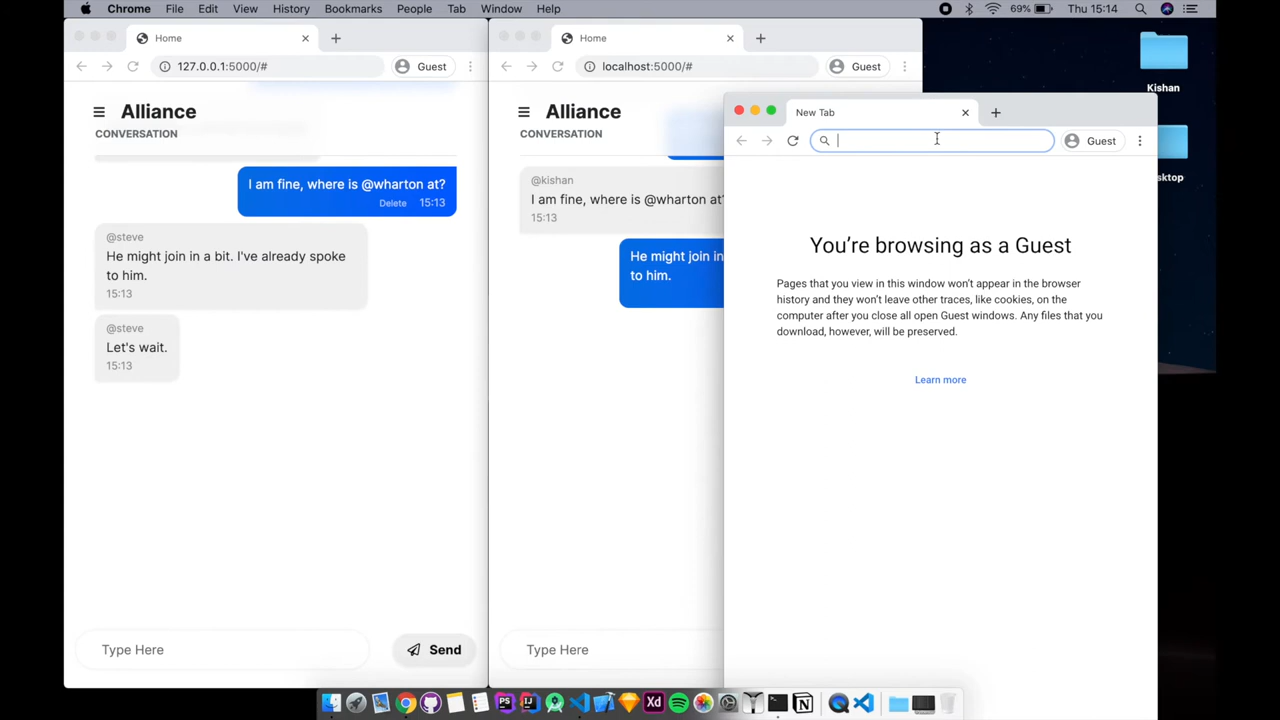 Chrome File Edit View History Bookmarks People Tab Window Help 69% Thu 15:14
Home
127.0.0.1:5000/# Guest
Alliance
CONVERSATION
I am fine, where is @wharton at?
Delete 15:13
@steve
He might join in a bit. I've already spoke
to him.
15:13
@steve
Let's wait.
15:13
Type Here Send
Home
localhost:5000/# Guest
Alliance
CONVERSATION
@kishan
I am fine, where is @wharton at?
15:13
He might join in
to him.
Type Here
New Tab
Guest
You're browsing as a Guest
Pages that you view in this window won't appear in the browser
history and they won't leave other traces, like cookies, on the
computer after you close all open Guest windows. Any files that you
download, however, will be preserved.
Learn more
Kishan
sktop
PS
Xd